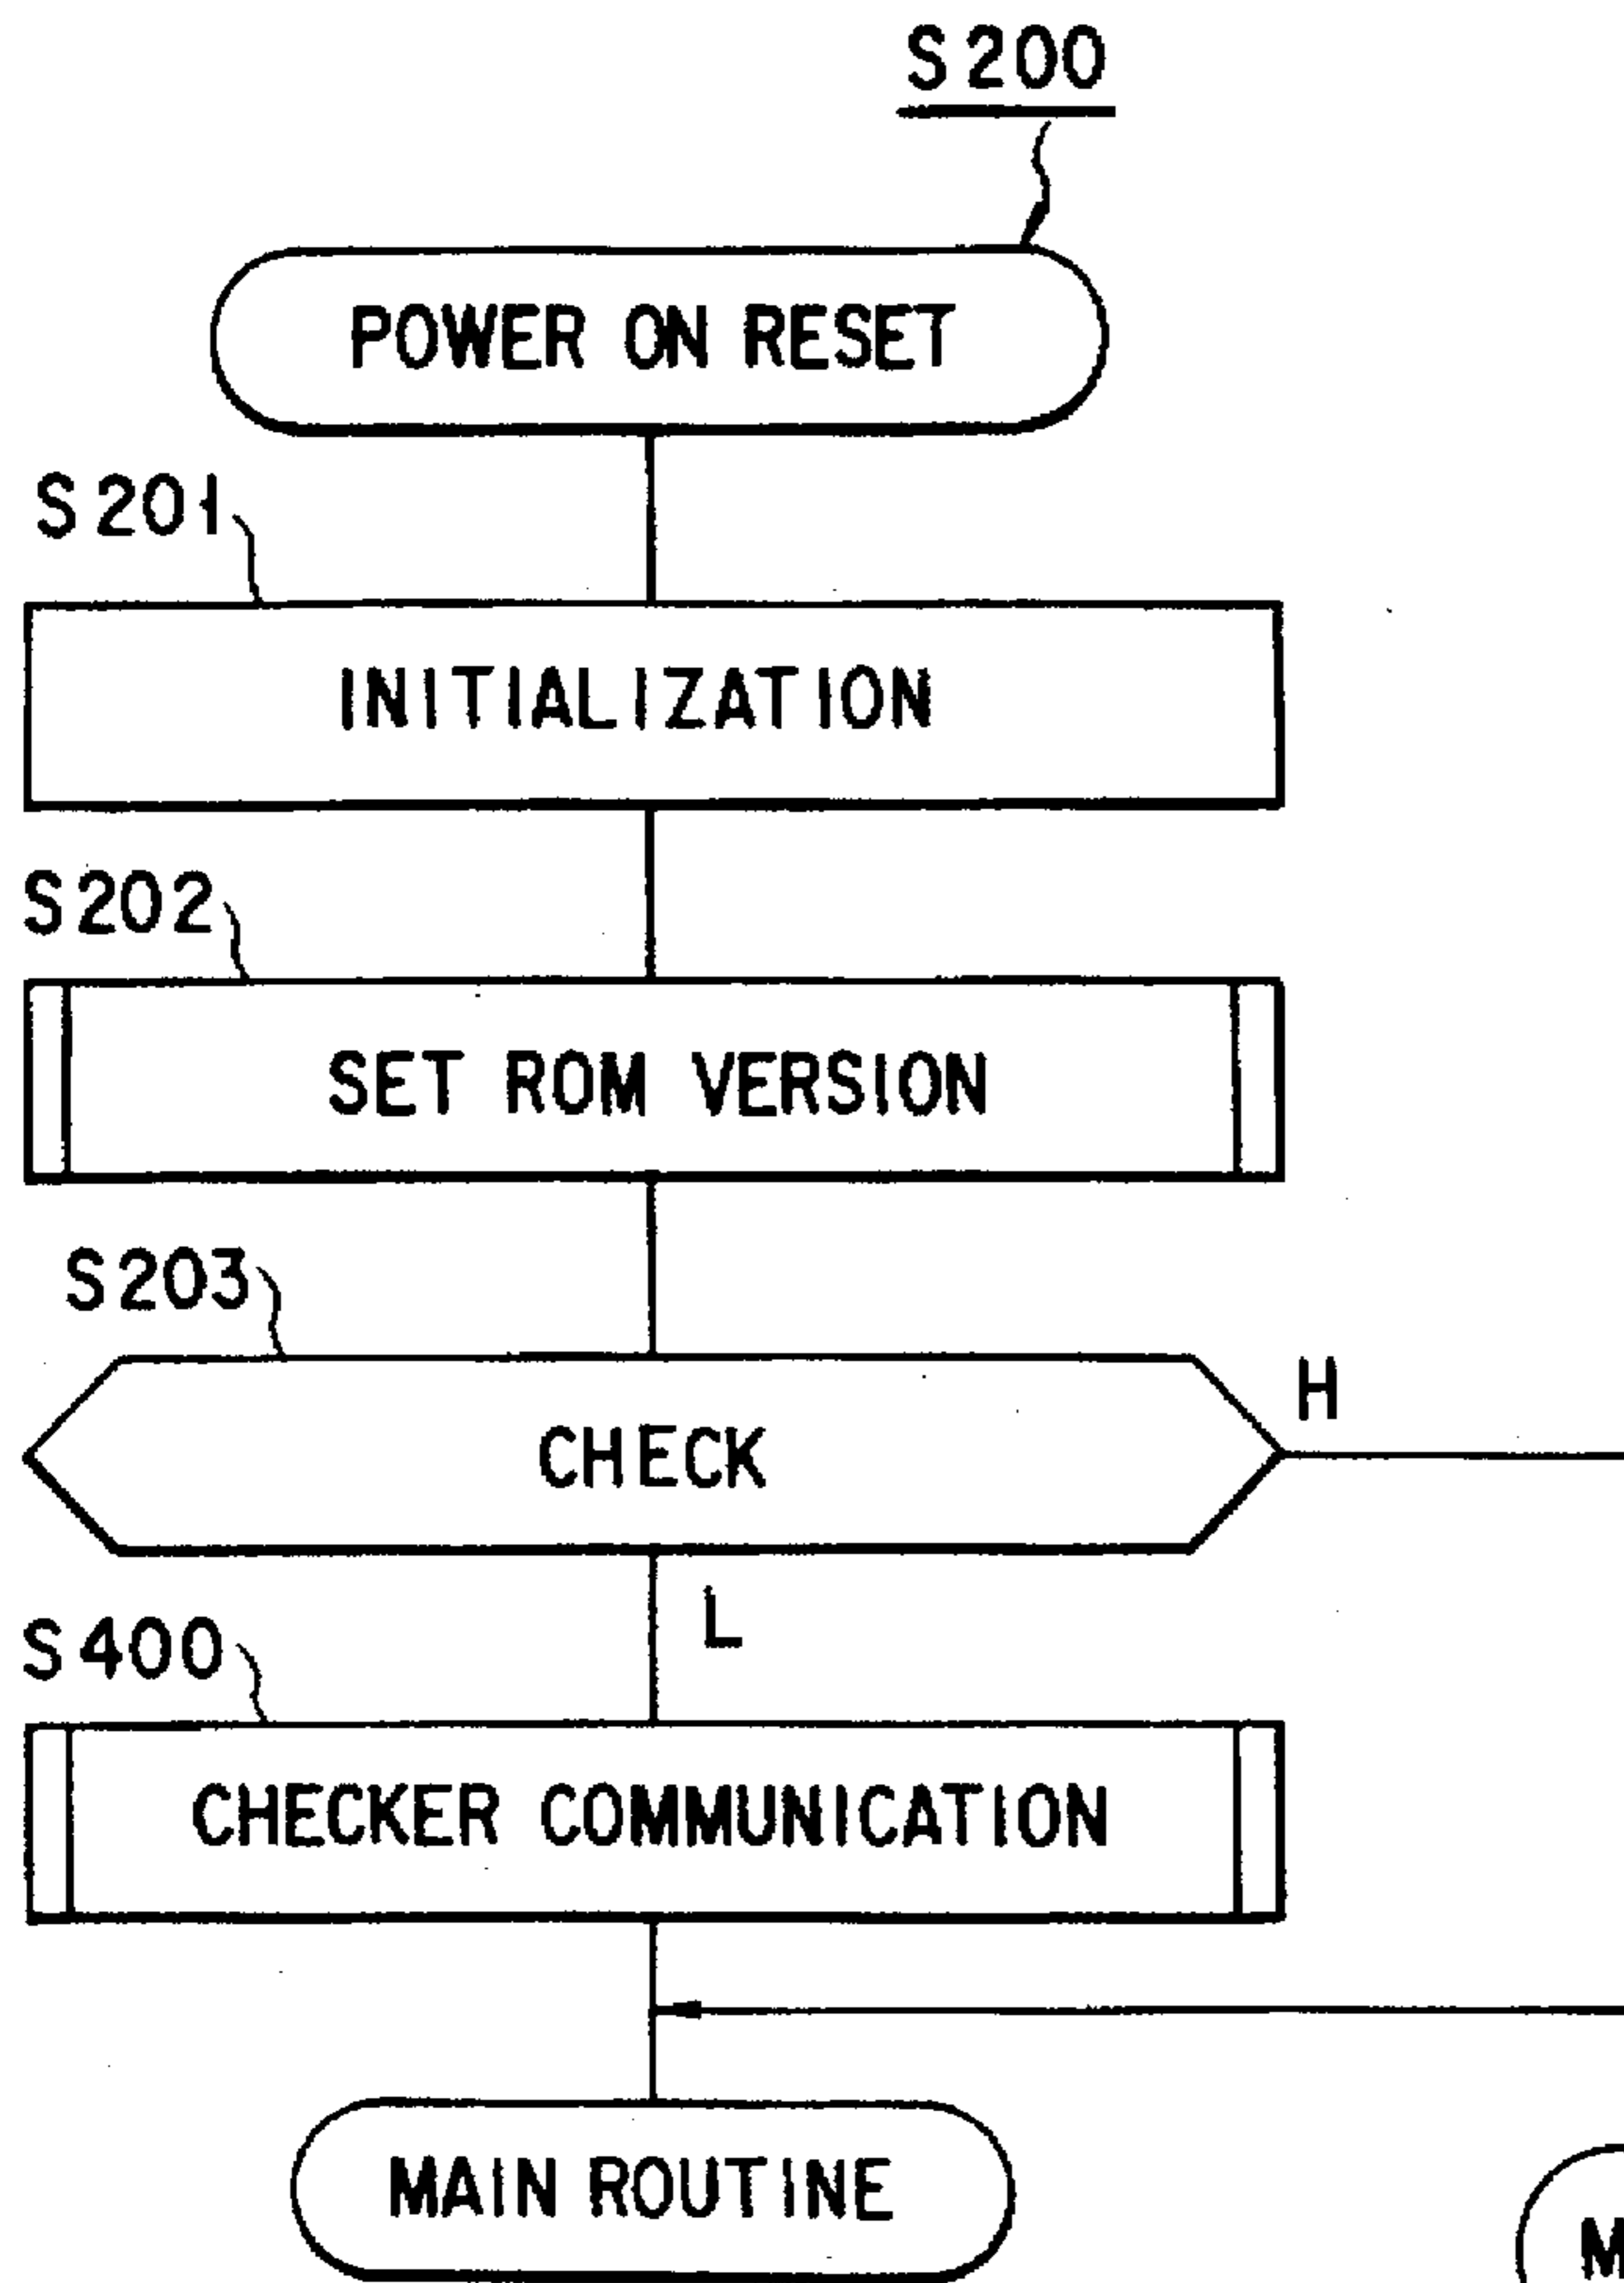 S200
POWER ON RESET
S201
INITIALIZATION
S202
SET ROM VERSION
S203
CHECK
H
L
S400
CHECKER COMMUNICATION
MAIN ROUTINE
M